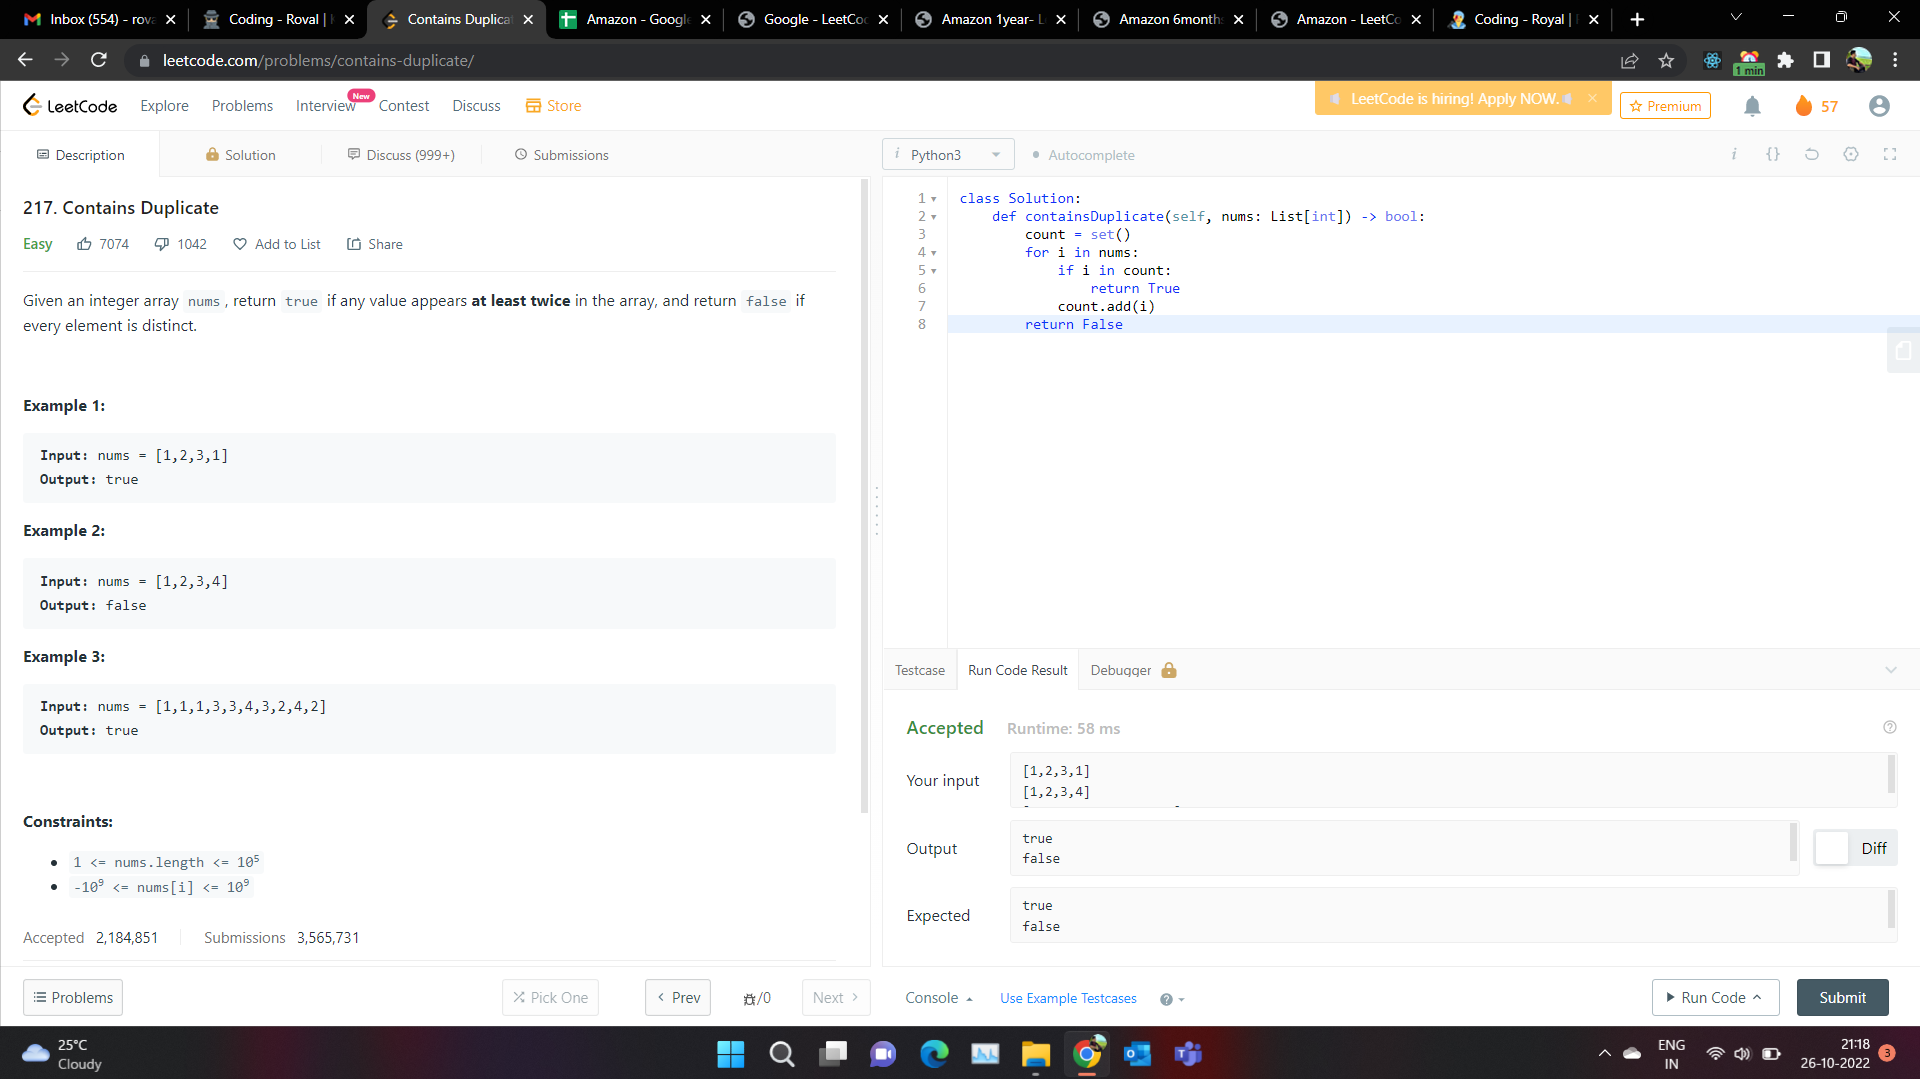 Inbox (554) - rova
Coding - Roval |
Contains Duplicat
Amazon - Google
Google - LeetCod
Amazon 1year- L
Amazon 6months
Amazon - LeetCo
Coding - Royal |
leetcode.com/problems/contains-duplicate/
1 min
LeetCode
Explore
Problems
Interview
New
Contest
Discuss
Store
LeetCode is hiring! Apply NOW.
Premium
57
Description
Solution
Discuss (999+)
Submissions
Python3
Autocomplete
217. Contains Duplicate
Easy 7074 1042 Add to List Share
Given an integer array nums, return true if any value appears at least twice in the array, and return false if
every element is distinct.
Example 1:
Input: nums = [1,2,3,1]
Output: true
Example 2:
Input: nums = [1,2,3,4]
Output: false
Example 3:
Input: nums = [1,1,1,3,3,4,3,2,4,2]
Output: true
Constraints:
1 <= nums.length <= 10⁵
-10⁹ <= nums[i] <= 10⁹
Accepted 2,184,851 Submissions 3,565,731
Problems
Pick One
Prev
/0
Next
1 class Solution:
2 def containsDuplicate(self, nums: List[int]) -> bool:
3 count = set()
4 for i in nums:
5 if i in count:
6 return True
7 count.add(i)
8 return False
Testcase
Run Code Result
Debugger
Accepted Runtime: 58 ms
Your input
[1,2,3,1]
[1,2,3,4]
Output
true
false
Diff
Expected
true
false
Console
Use Example Testcases
Run Code
Submit
25°C
Cloudy
ENG
IN
21:18
26-10-2022
3